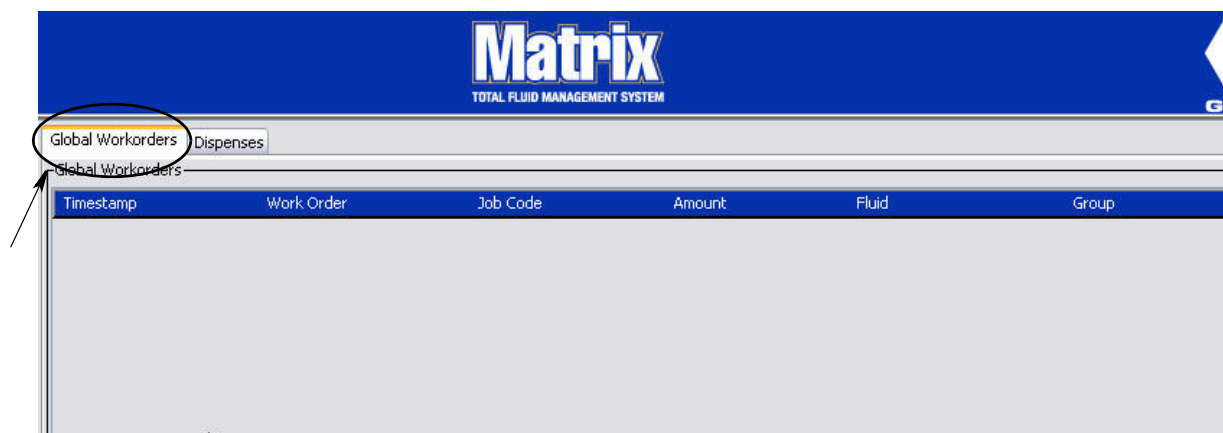 Matrix
TOTAL FLUID MANAGEMENT SYSTEM
G
Global Workorders Dispenses
Global Workorders
Timestamp Work Order Job Code Amount Fluid Group